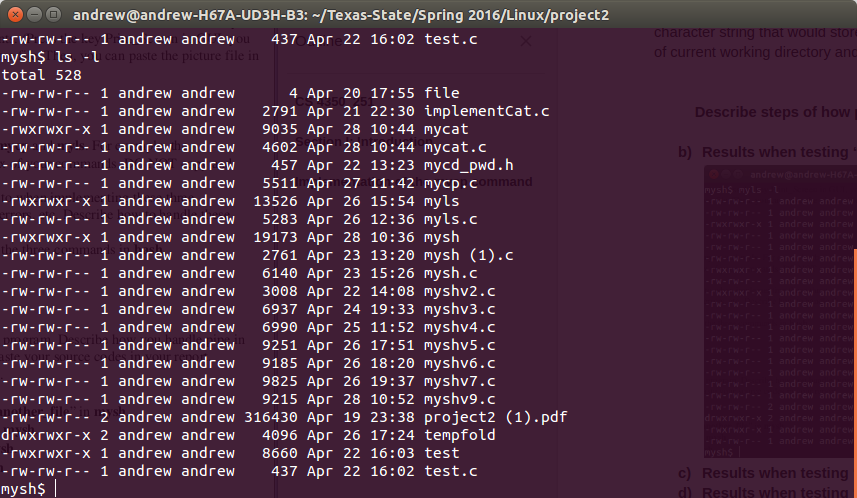 andrew@andrew-H67A-UD3H-B3: ~/Texas-State/Spring 2016/Linux/project2
-rw-rw-r-- 1 andrew andrew    437 Apr 22 16:02 test.c
mysh$ ls -l
total 528
-rw-rw-r-- 1 andrew andrew      4 Apr 20 17:55 file
-rw-rw-r-- 1 andrew andrew   2791 Apr 21 22:30 implementCat.c
-rwxrwxr-x 1 andrew andrew   9035 Apr 28 10:44 mycat
-rw-rw-r-- 1 andrew andrew   4602 Apr 28 10:44 mycat.c
-rw-rw-r-- 1 andrew andrew    457 Apr 22 13:23 mycd_pwd.h
-rw-rw-r-- 1 andrew andrew   5511 Apr 27 11:42 mycp.c
-rwxrwxr-x 1 andrew andrew  13526 Apr 26 15:54 myls
-rw-rw-r-- 1 andrew andrew   5283 Apr 26 12:36 myls.c
-rwxrwxr-x 1 andrew andrew  19173 Apr 28 10:36 mysh
-rw-rw-r-- 1 andrew andrew   2761 Apr 23 13:20 mysh (1).c
-rw-rw-r-- 1 andrew andrew   6140 Apr 23 15:26 mysh.c
-rw-rw-r-- 1 andrew andrew   3008 Apr 22 14:08 myshv2.c
-rw-rw-r-- 1 andrew andrew   6937 Apr 24 19:33 myshv3.c
-rw-rw-r-- 1 andrew andrew   6990 Apr 25 11:52 myshv4.c
-rw-rw-r-- 1 andrew andrew   9251 Apr 26 17:51 myshv5.c
-rw-rw-r-- 1 andrew andrew   9185 Apr 26 18:20 myshv6.c
-rw-rw-r-- 1 andrew andrew   9825 Apr 26 19:37 myshv7.c
-rw-rw-r-- 1 andrew andrew   9215 Apr 28 10:52 myshv9.c
-rw-rw-r-- 2 andrew andrew 316430 Apr 19 23:38 project2 (1).pdf
drwxrwxr-x 2 andrew andrew   4096 Apr 26 17:24 tempfold
-rwxrwxr-x 1 andrew andrew   8660 Apr 22 16:03 test
-rw-rw-r-- 1 andrew andrew    437 Apr 22 16:02 test.c
mysh$
character string that would
of current working directory
Describe steps of how
b) Results when testing
mysh$ myls -l
c) Results when testing
d) Results when testing